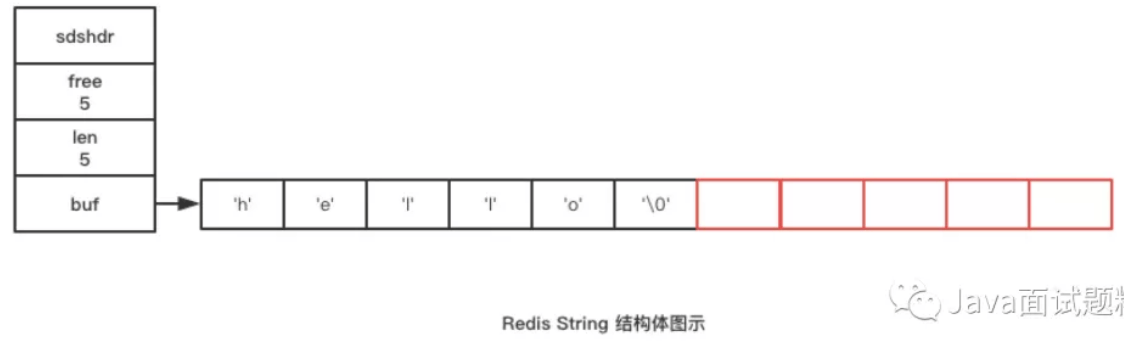 sdshdr
free
5
len
5
buf
'h' 'e' 'l' 'l' 'o' '\0'
Redis String 结构体图示
Java面试题